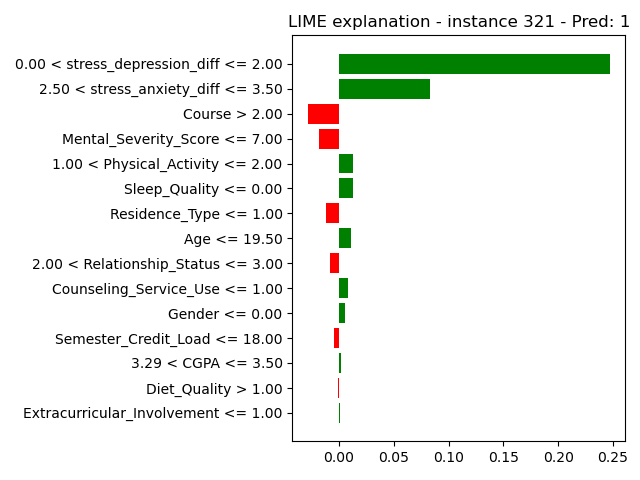 LIME explanation - instance 321 - Pred: 1
0.00 < stress_depression_diff <= 2.00
2.50 < stress_anxiety_diff <= 3.50
Course > 2.00
Mental_Severity_Score <= 7.00
1.00 < Physical_Activity <= 2.00
Sleep_Quality <= 0.00
Residence_Type <= 1.00
Age <= 19.50
2.00 < Relationship_Status <= 3.00
Counseling_Service_Use <= 1.00
Gender <= 0.00
Semester_Credit_Load <= 18.00
3.29 < CGPA <= 3.50
Diet_Quality > 1.00
Extracurricular_Involvement <= 1.00
0.00 0.05 0.10 0.15 0.20 0.25